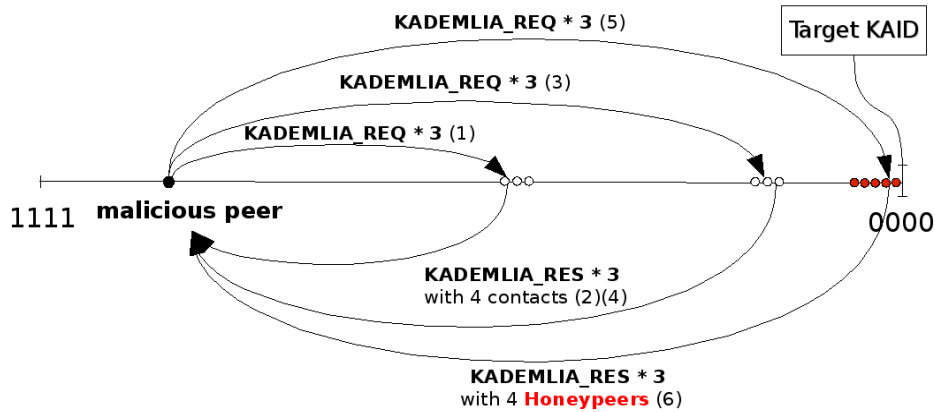 KADEMLIA_REQ * 3 (5)
Target KAID
KADEMLIA_REQ * 3 (3)
KADEMLIA_REQ * 3 (1)
1111
malicious peer
0000
KADEMLIA_RES * 3
with 4 contacts (2)(4)
KADEMLIA_RES * 3
with 4 Honeypeers (6)